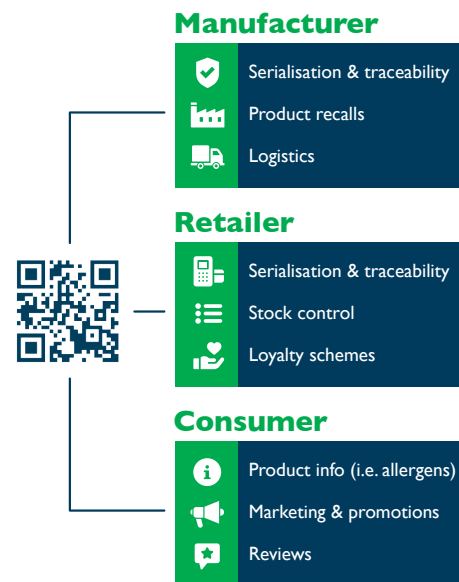 Manufacturer
Serialisation & traceability
Product recalls
Logistics
Retailer
Serialisation & traceability
Stock control
Loyalty schemes
Consumer
Product info (i.e. allergens)
Marketing & promotions
Reviews